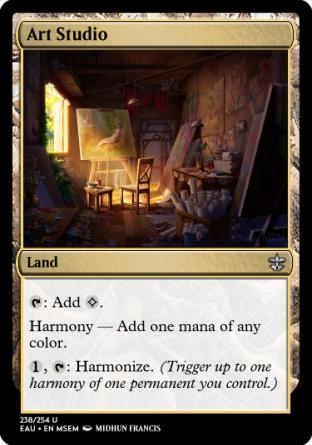 Art Studio
Land
: Add .
Harmony — Add one mana of any
color.
1, : Harmonize. (Trigger up to one
harmony of one permanent you control.)
238/254 U
EAU • EN MSEM MIDHUN FRANCIS